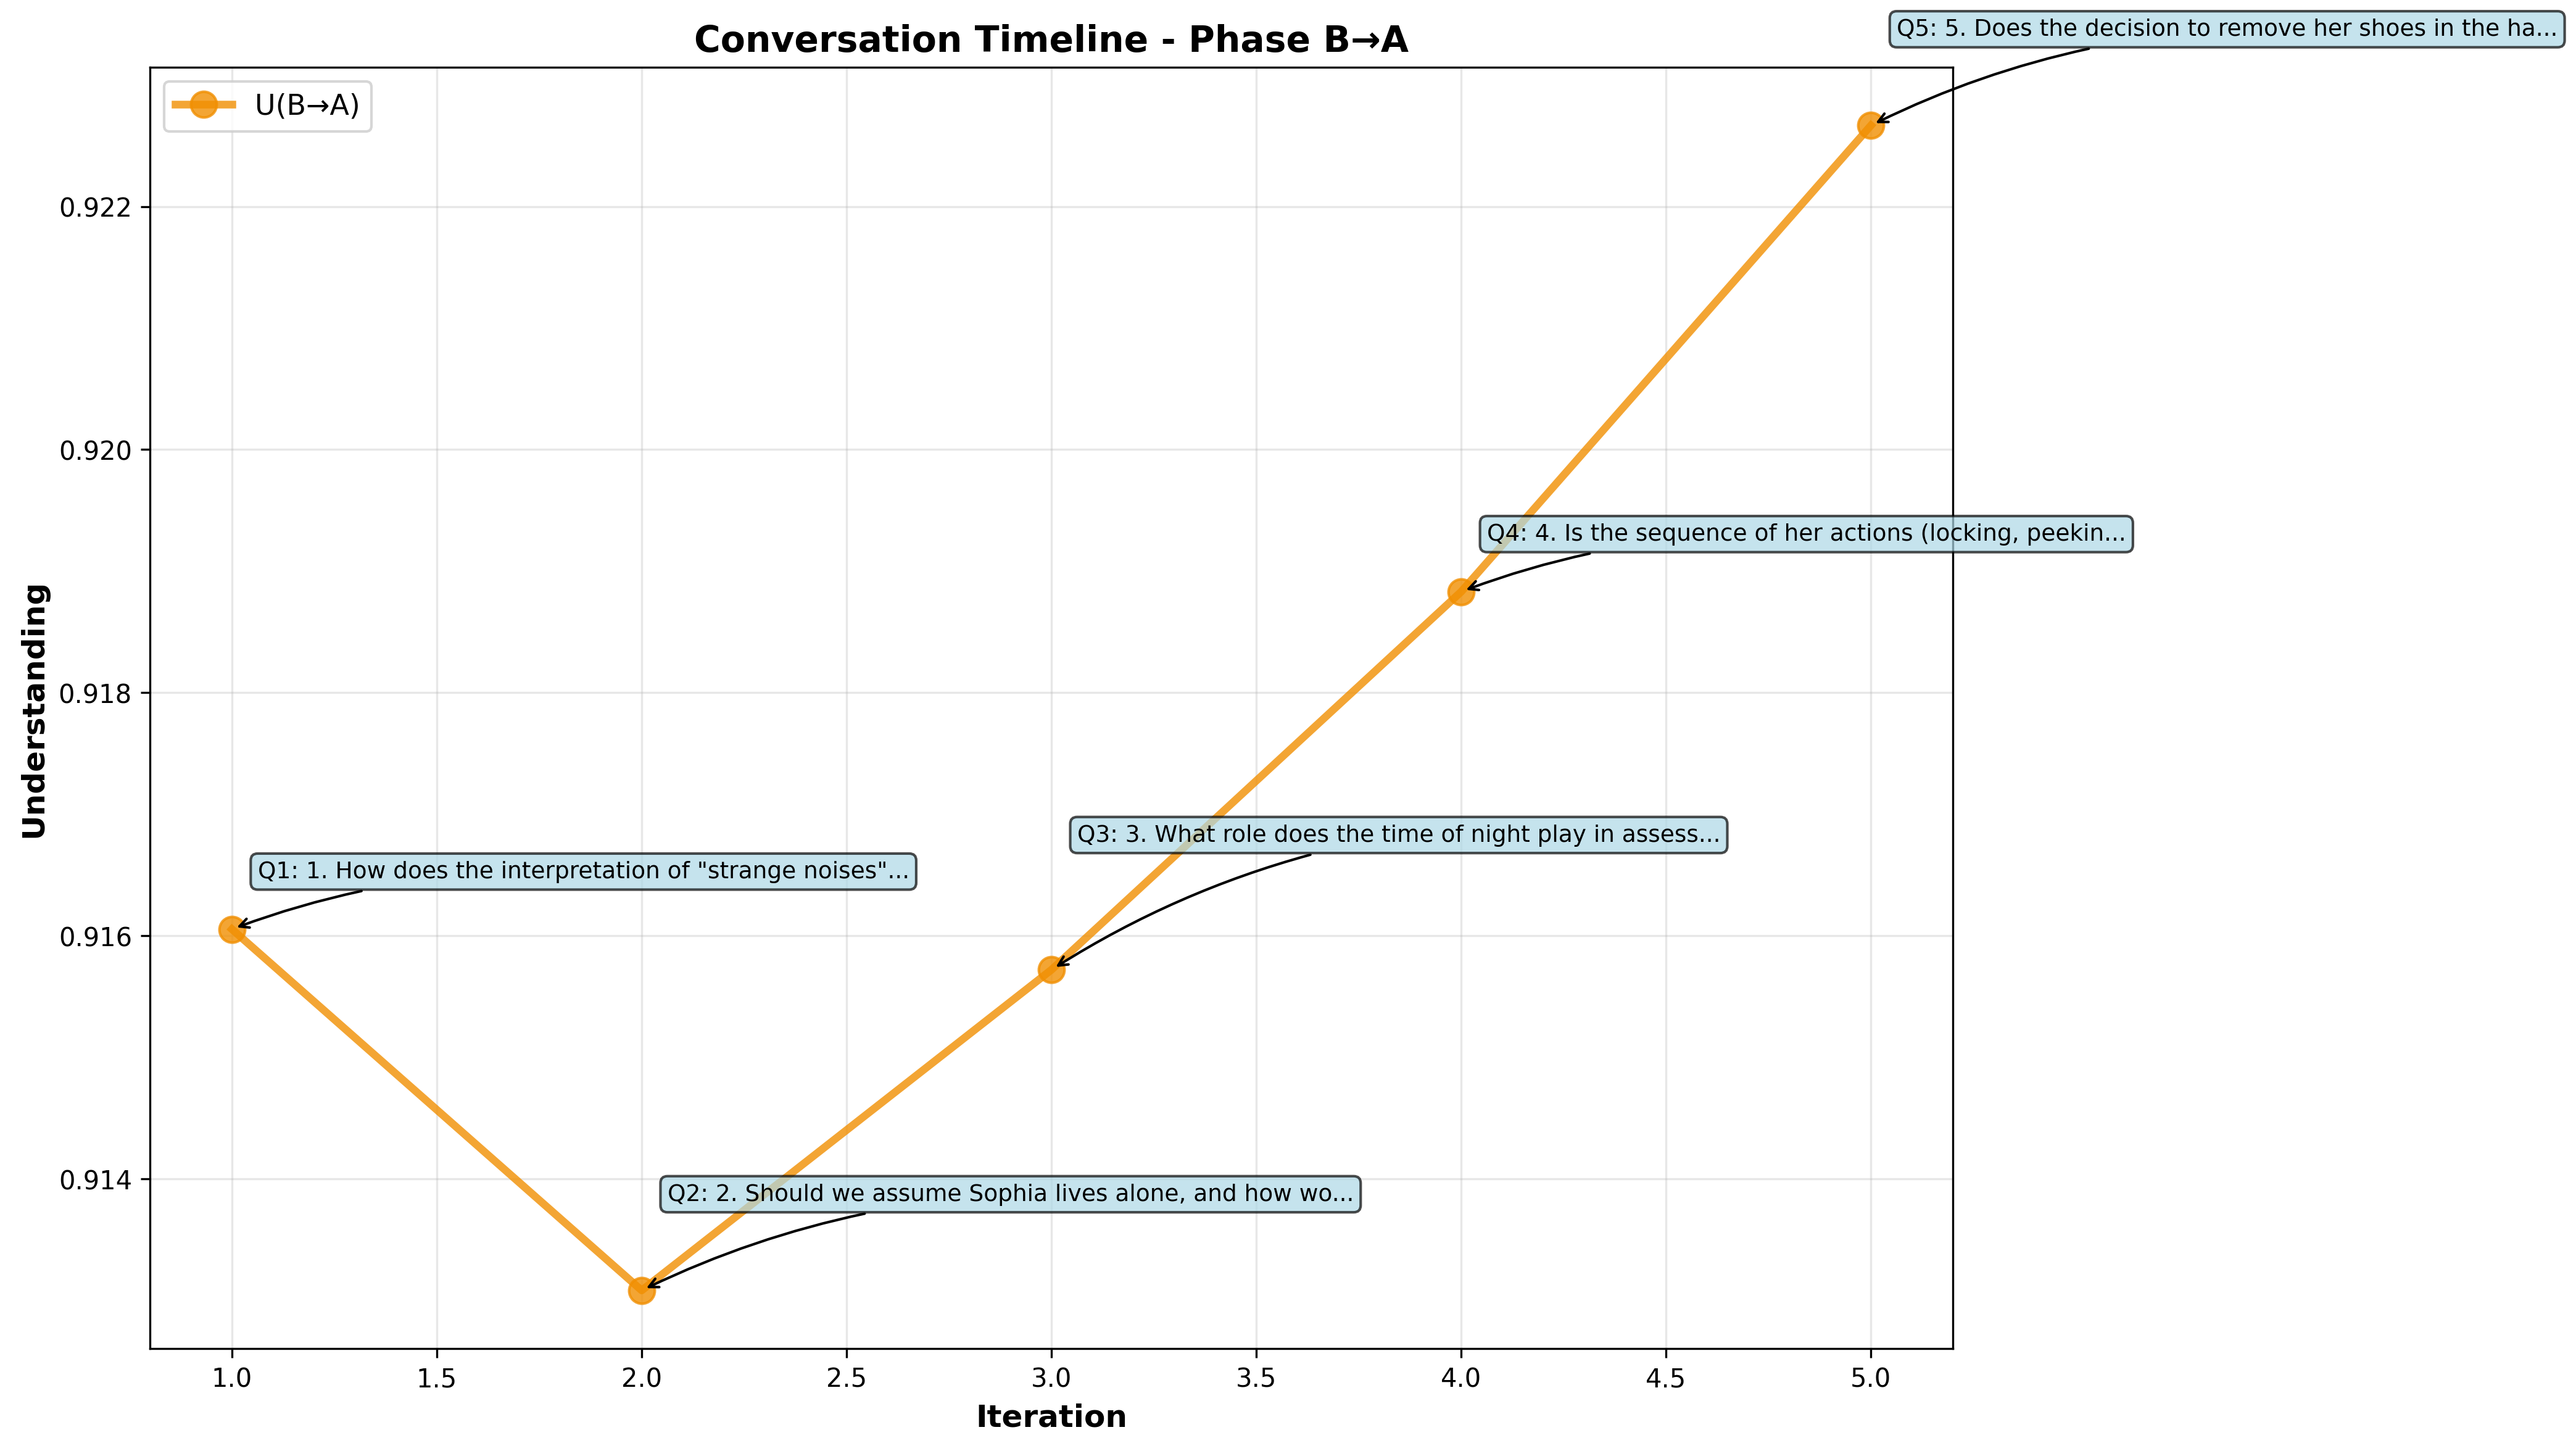 Conversation Timeline - Phase B→A
Q5: 5. Does the decision to remove her shoes in the ha...
U(B→A)
0.922
0.920
Q4: 4. Is the sequence of her actions (locking, peekin...
0.918
Q3: 3. What role does the time of night play in assess...
Q1: 1. How does the interpretation of "strange noises"...
0.916
Q2: 2. Should we assume Sophia lives alone, and how wo...
0.914
Understanding
1.0 1.5 2.0 2.5 3.0 3.5 4.0 4.5 5.0
Iteration